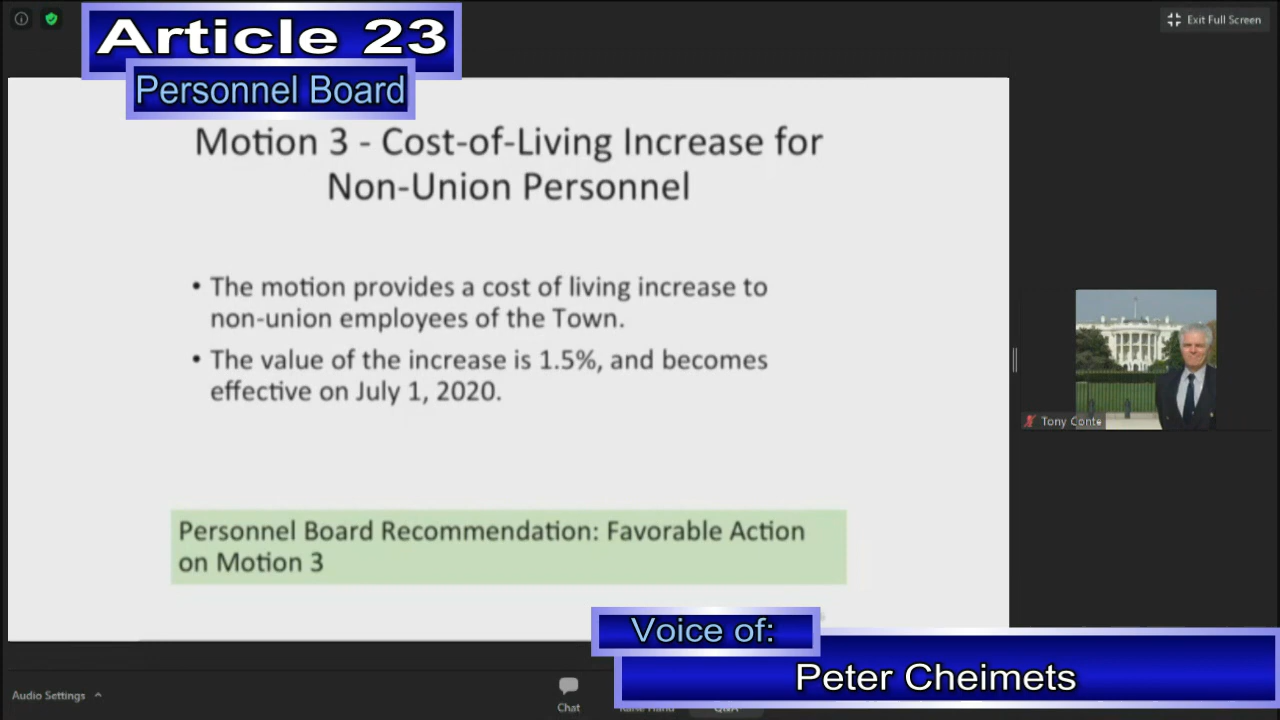 Article 23
Exit Full Screen
Personnel Board
Motion 3 - Cost-of-Living Increase for
Non-Union Personnel
• The motion provides a cost of living increase to
non-union employees of the Town.
• The value of the increase is 1.5%, and becomes
effective on July 1, 2020.
Tony Conte
Personnel Board Recommendation: Favorable Action
on Motion 3
Voice of:
Peter Cheimets
Audio Settings
Chat